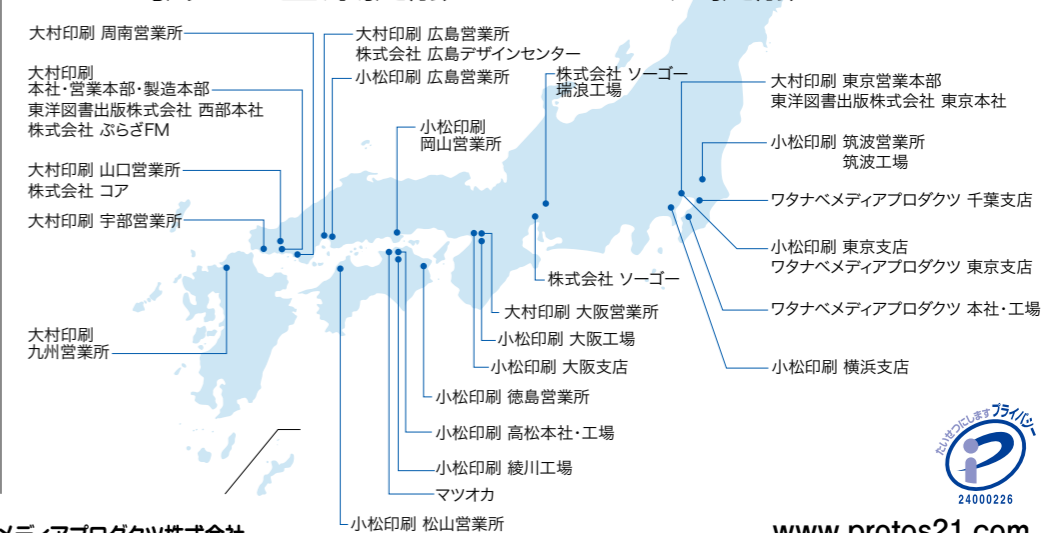 大村印刷 周南営業所
大村印刷
本社・営業本部・製造本部
東洋図書出版株式会社 西部本社
株式会社 ぷらざFM
大村印刷 山口営業所
株式会社 コア
大村印刷 宇部営業所
大村印刷
九州営業所
大村印刷 広島営業所
株式会社 広島デザインセンター
小松印刷 広島営業所
小松印刷
岡山営業所
株式会社 ソーゴー
瑞浪工場
株式会社 ソーゴー
大村印刷 大阪営業所
小松印刷 大阪工場
小松印刷 大阪支店
小松印刷 徳島営業所
小松印刷 高松本社・工場
小松印刷 綾川工場
マツオカ
小松印刷 松山営業所
大村印刷 東京営業本部
東洋図書出版株式会社 東京本社
小松印刷 筑波営業所
筑波工場
ワタナベメディアプロダクツ 千葉支店
小松印刷 東京支店
ワタナベメディアプロダクツ 東京支店
ワタナベメディアプロダクツ 本社・工場
小松印刷 横浜支店
たいせつにします プライバシー
24000226
メディアプロダクツ株式会社
www.protos21.com